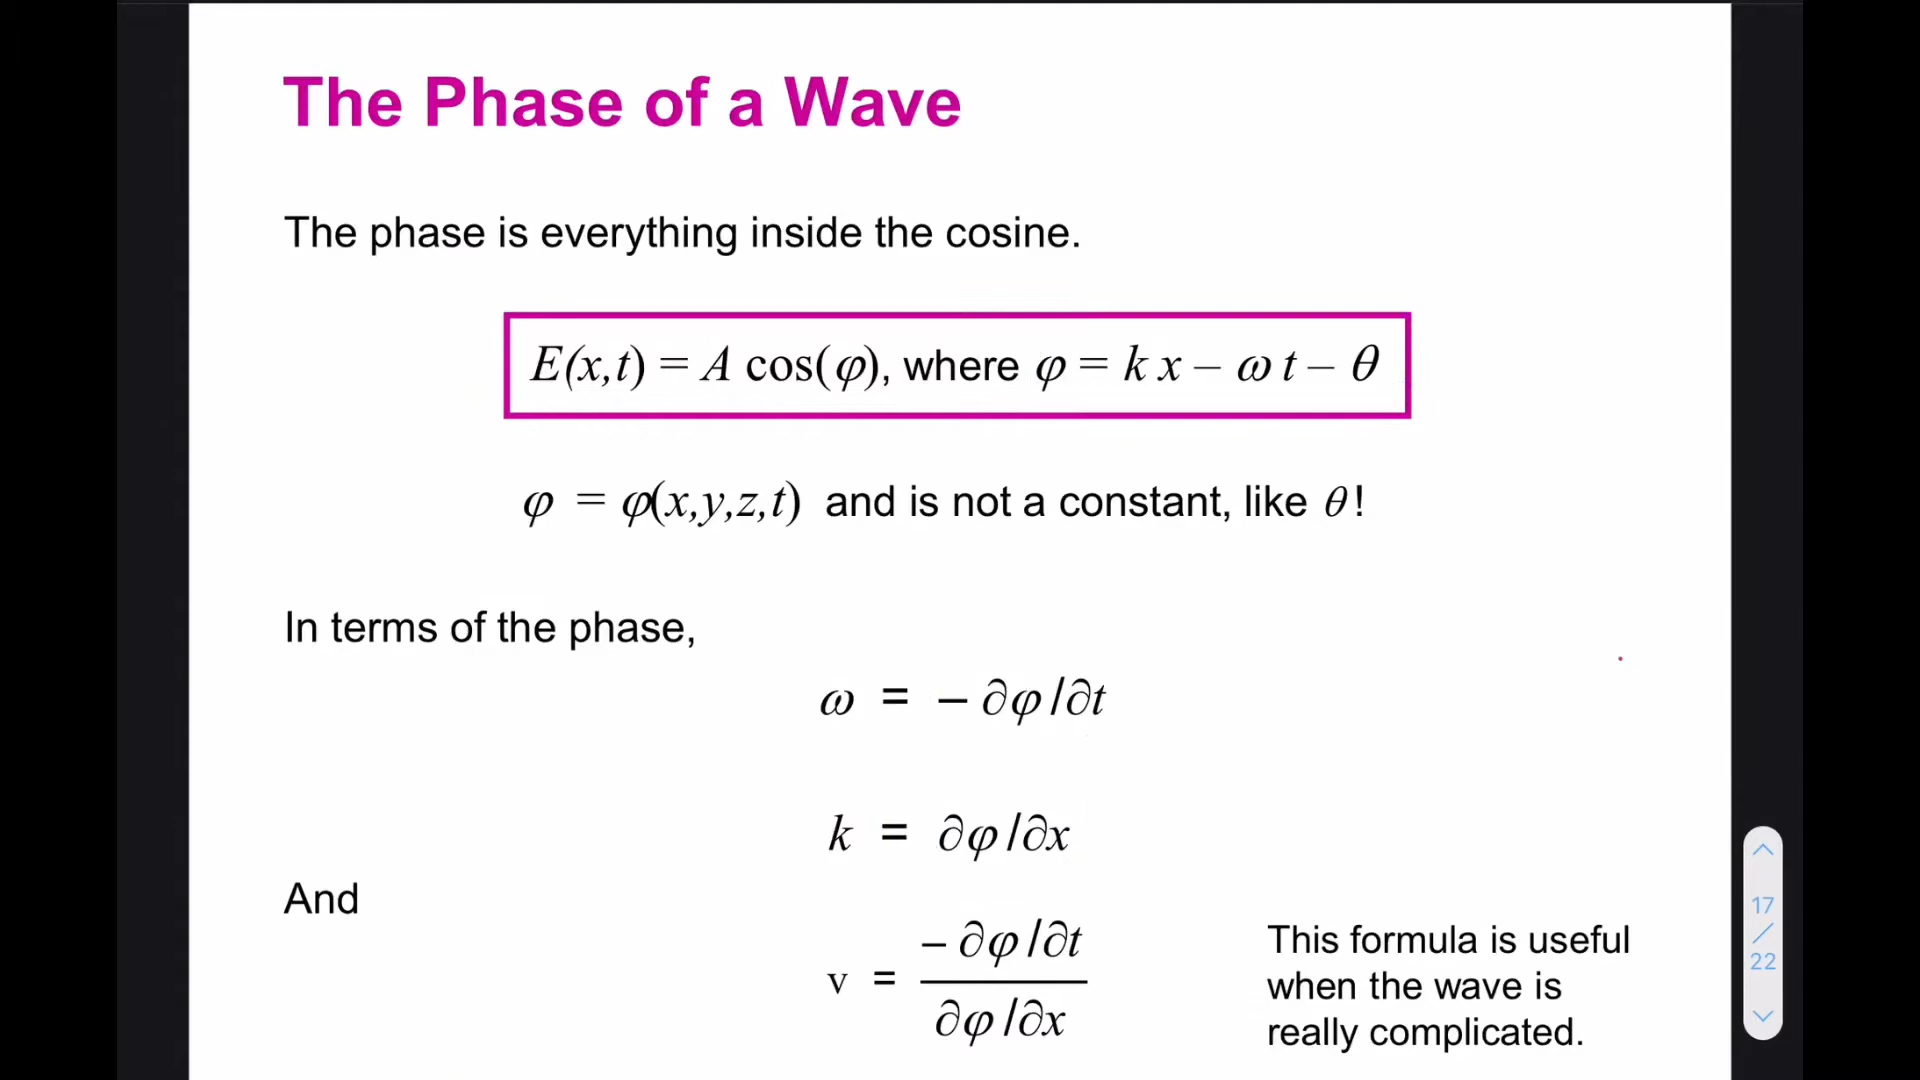 The Phase of a Wave
The phase is everything inside the cosine.
E(x,t) = A cos(φ), where φ = k x – ω t – θ
φ = φ(x,y,z,t) and is not a constant, like θ!
In terms of the phase,
ω = – ∂φ/∂t
k = ∂φ/∂x
And
v = – ∂φ/∂t
∂φ/∂x
This formula is useful
when the wave is
really complicated.
17
/
22